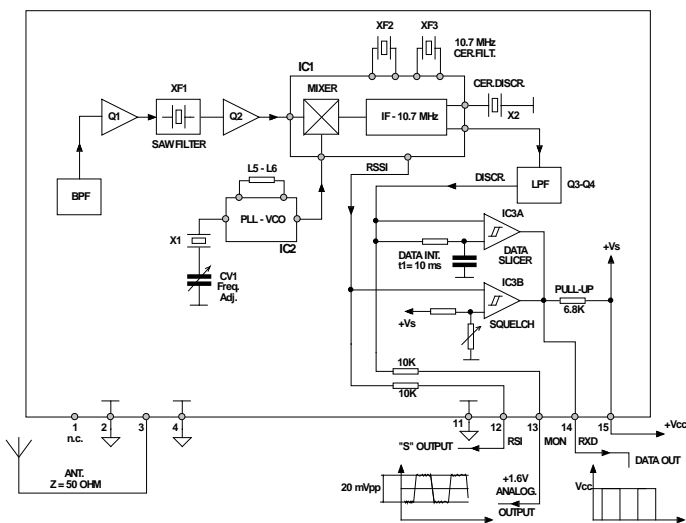 XF2
XF3
10.7 MHz
CER.FILT.
IC1
XF1
MIXER
CER.DISCR.
Q1
Q2
IF - 10.7 MHz
X2
SAW FILTER
RSSI
L5 - L6
DISCR.
LPF
Q3-Q4
BPF
PLL - VCO
IC3A
+Vs
X1
IC2
DATA INT.
t1= 10 ms
DATA
SLICER
CV1
Freq.
Adj.
IC3B
PULL-UP
+Vs
SQUELCH
6.8K
10K
10K
1
2
3
4
11
12
13
14
15
n.c.
+Vcc
"S" OUTPUT
RSI
MON
RXD
ANT.
Z = 50 OHM
DATA OUT
20 mVpp
+1.6V
ANALOG.
OUTPUT
Vcc